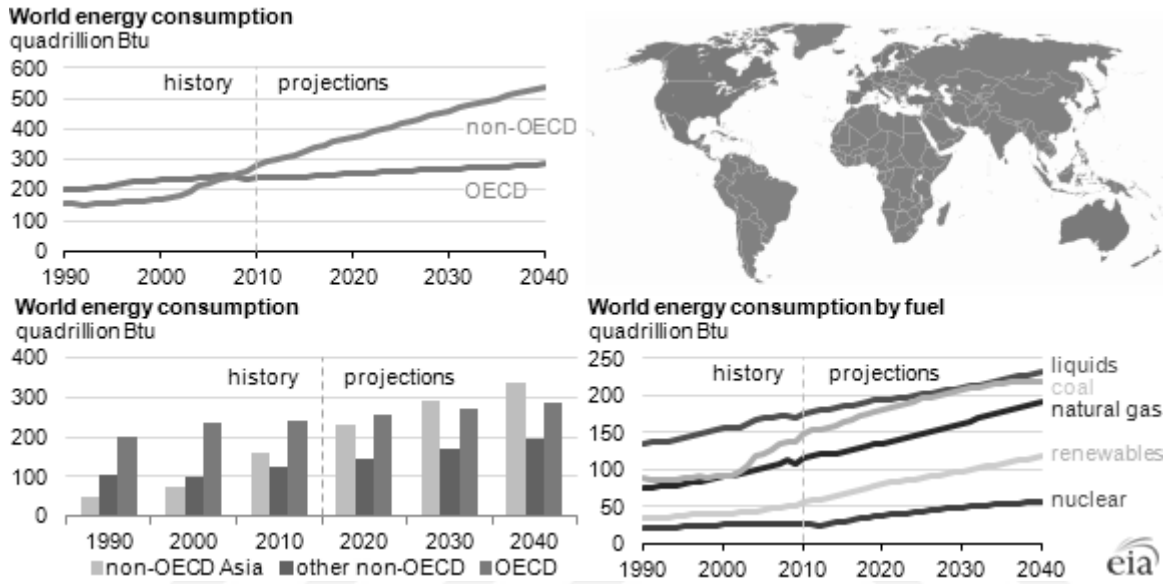 World energy consumption
quadrillion Btu
600
500
400
300
200
100
0
history
projections
non-OECD
OECD
1990 2000 2010 2020 2030 2040
World energy consumption
quadrillion Btu
400
300
200
100
0
history
projections
1990 2000 2010 2020 2030 2040
non-OECD Asia other non-OECD OECD
World energy consumption by fuel
quadrillion Btu
250
200
150
100
50
0
history
projections
liquids
coal
natural gas
renewables
nuclear
1990 2000 2010 2020 2030 2040
eia